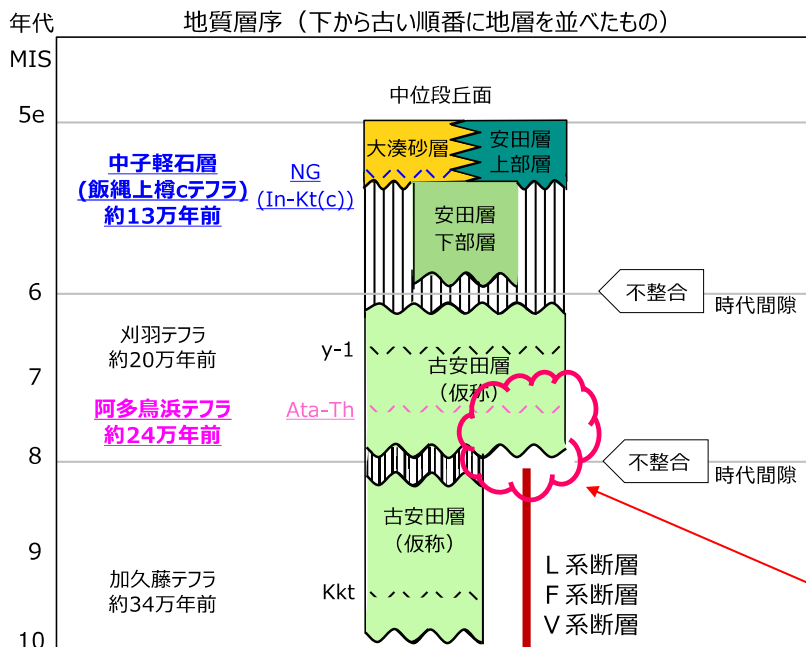 年代
地質層序（下から古い順番に地層を並べたもの）
MIS
5e
中位段丘面
大湊砂層
安田層
上部層
中子軽石層
(飯縄上樽cテフラ)
約13万年前
NG
(In-Kt(c))
安田層
下部層
6
不整合
時代間隙
刈羽テフラ
約20万年前
y-1
7
古安田層
（仮称）
阿多鳥浜テフラ
約24万年前
Ata-Th
8
不整合
時代間隙
古安田層
（仮称）
9
加久藤テフラ
約34万年前
Kkt
L 系断層
F 系断層
V 系断層
10